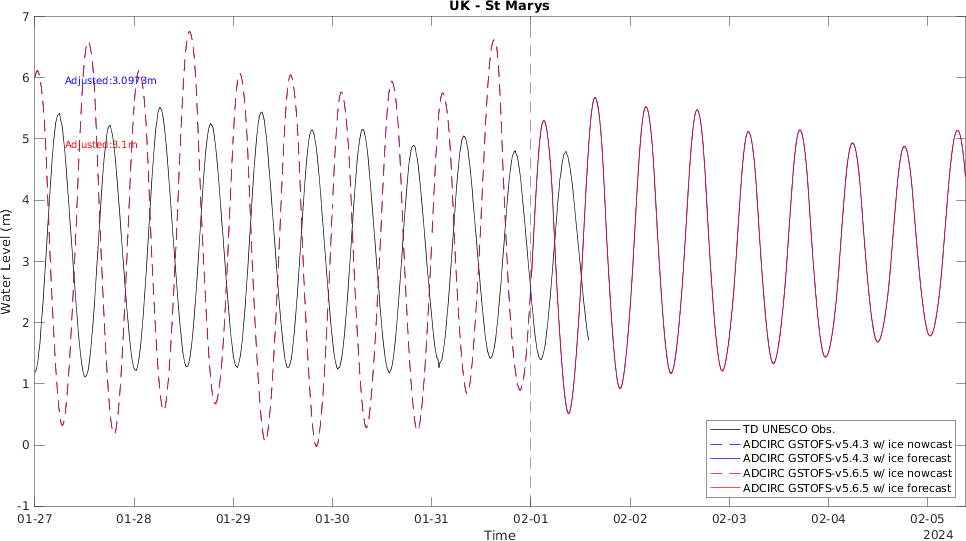 UK - St Marys
7
6
5
4
3
2
1
0
-1
Water Level (m)
Adjusted:3.0973m
Adjusted:3.1m
TD UNESCO Obs.
ADCIRC GSTOFS-v5.4.3 w/ ice nowcast
ADCIRC GSTOFS-v5.4.3 w/ ice forecast
ADCIRC GSTOFS-v5.6.5 w/ ice nowcast
ADCIRC GSTOFS-v5.6.5 w/ ice forecast
01-27 01-28 01-29 01-30 01-31 02-01 02-02 02-03 02-04 02-05
Time
2024